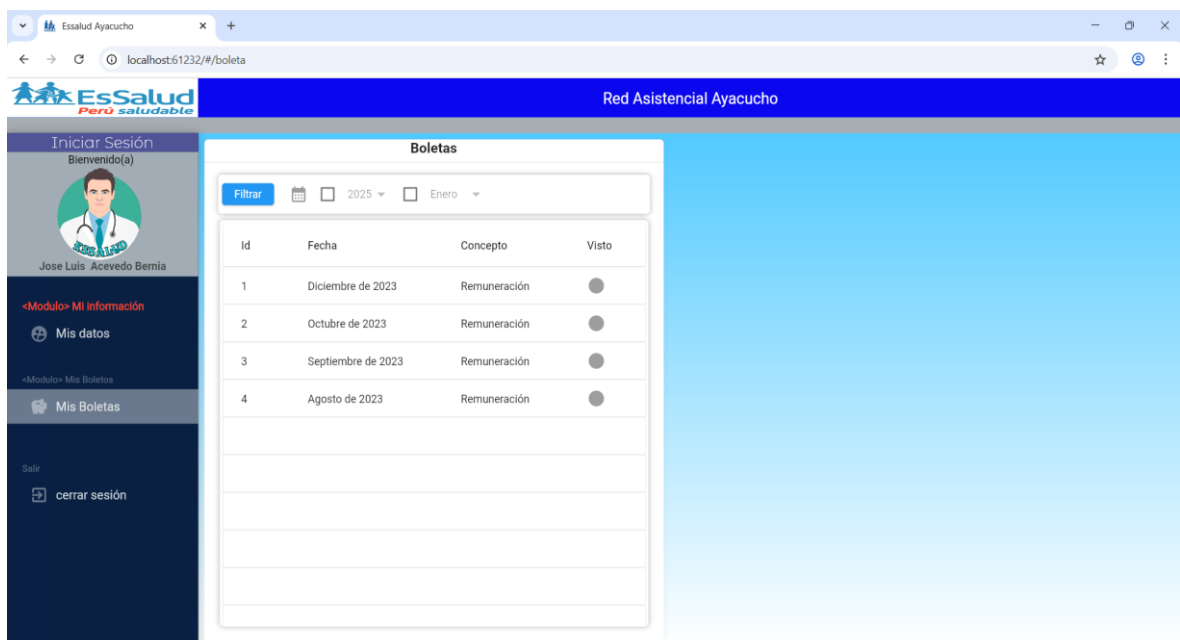 Essalud Ayacucho
localhost:61232/#/boleta
EsSalud
Perú saludable
Red Asistencial Ayacucho
Iniciar Sesión
Bienvenido(a)
ESSALUD
Jose Luis Acevedo Bernia
<Modulo> Mi información
Mis datos
<Modulo> Mis Boletos
Mis Boletas
Salir
cerrar sesión
Boletas
Filtrar 2025 Enero
Id Fecha Concepto Visto
1 Diciembre de 2023 Remuneración
2 Octubre de 2023 Remuneración
3 Septiembre de 2023 Remuneración
4 Agosto de 2023 Remuneración